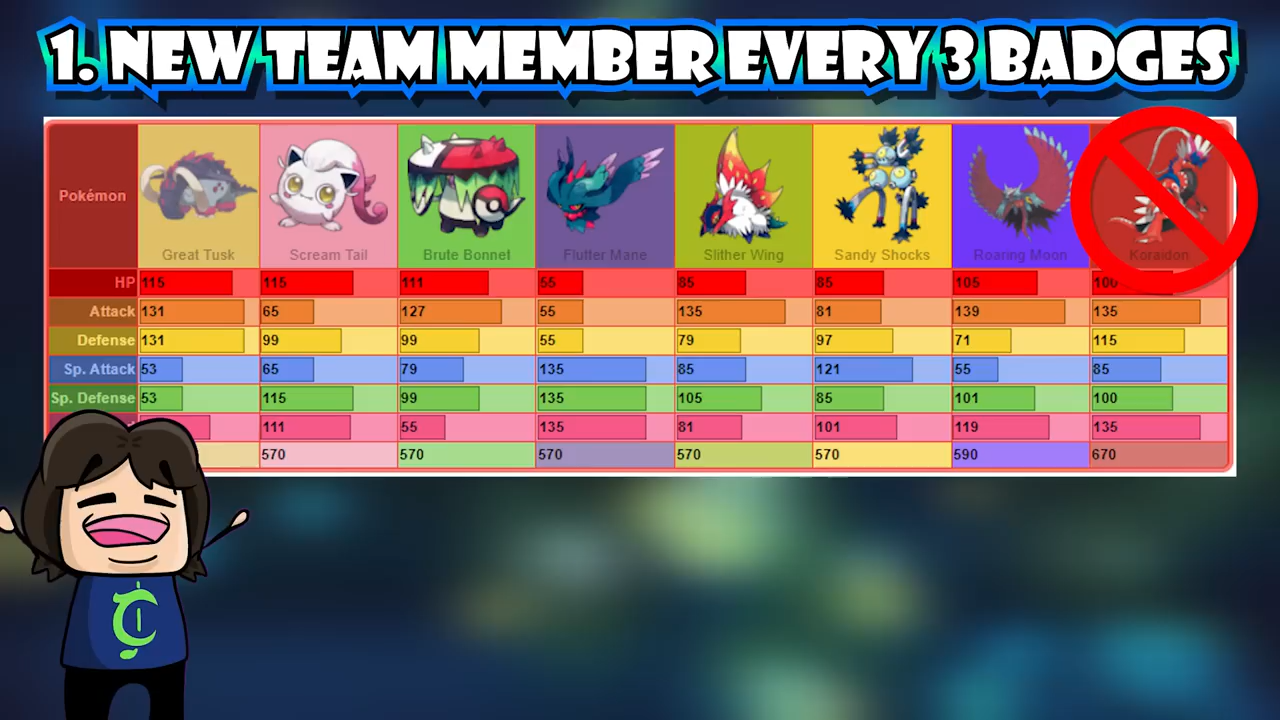 1. NEW TEAM MEMBER EVERY 3 BADGES
Pokémon Great Tusk Scream Tail Brute Bonnet Flutter Mane Slither Wing Sandy Shocks Roaring Moon Koraidon
HP 115 115 111 55 85 85 105 100
Attack 131 65 127 55 135 81 139 135
Defense 131 99 99 55 79 97 71 115
Sp. Attack 53 65 79 135 85 121 55 85
Sp. Defense 53 115 99 135 105 85 101 100
111 55 135 81 101 119 135
570 570 570 570 570 590 670